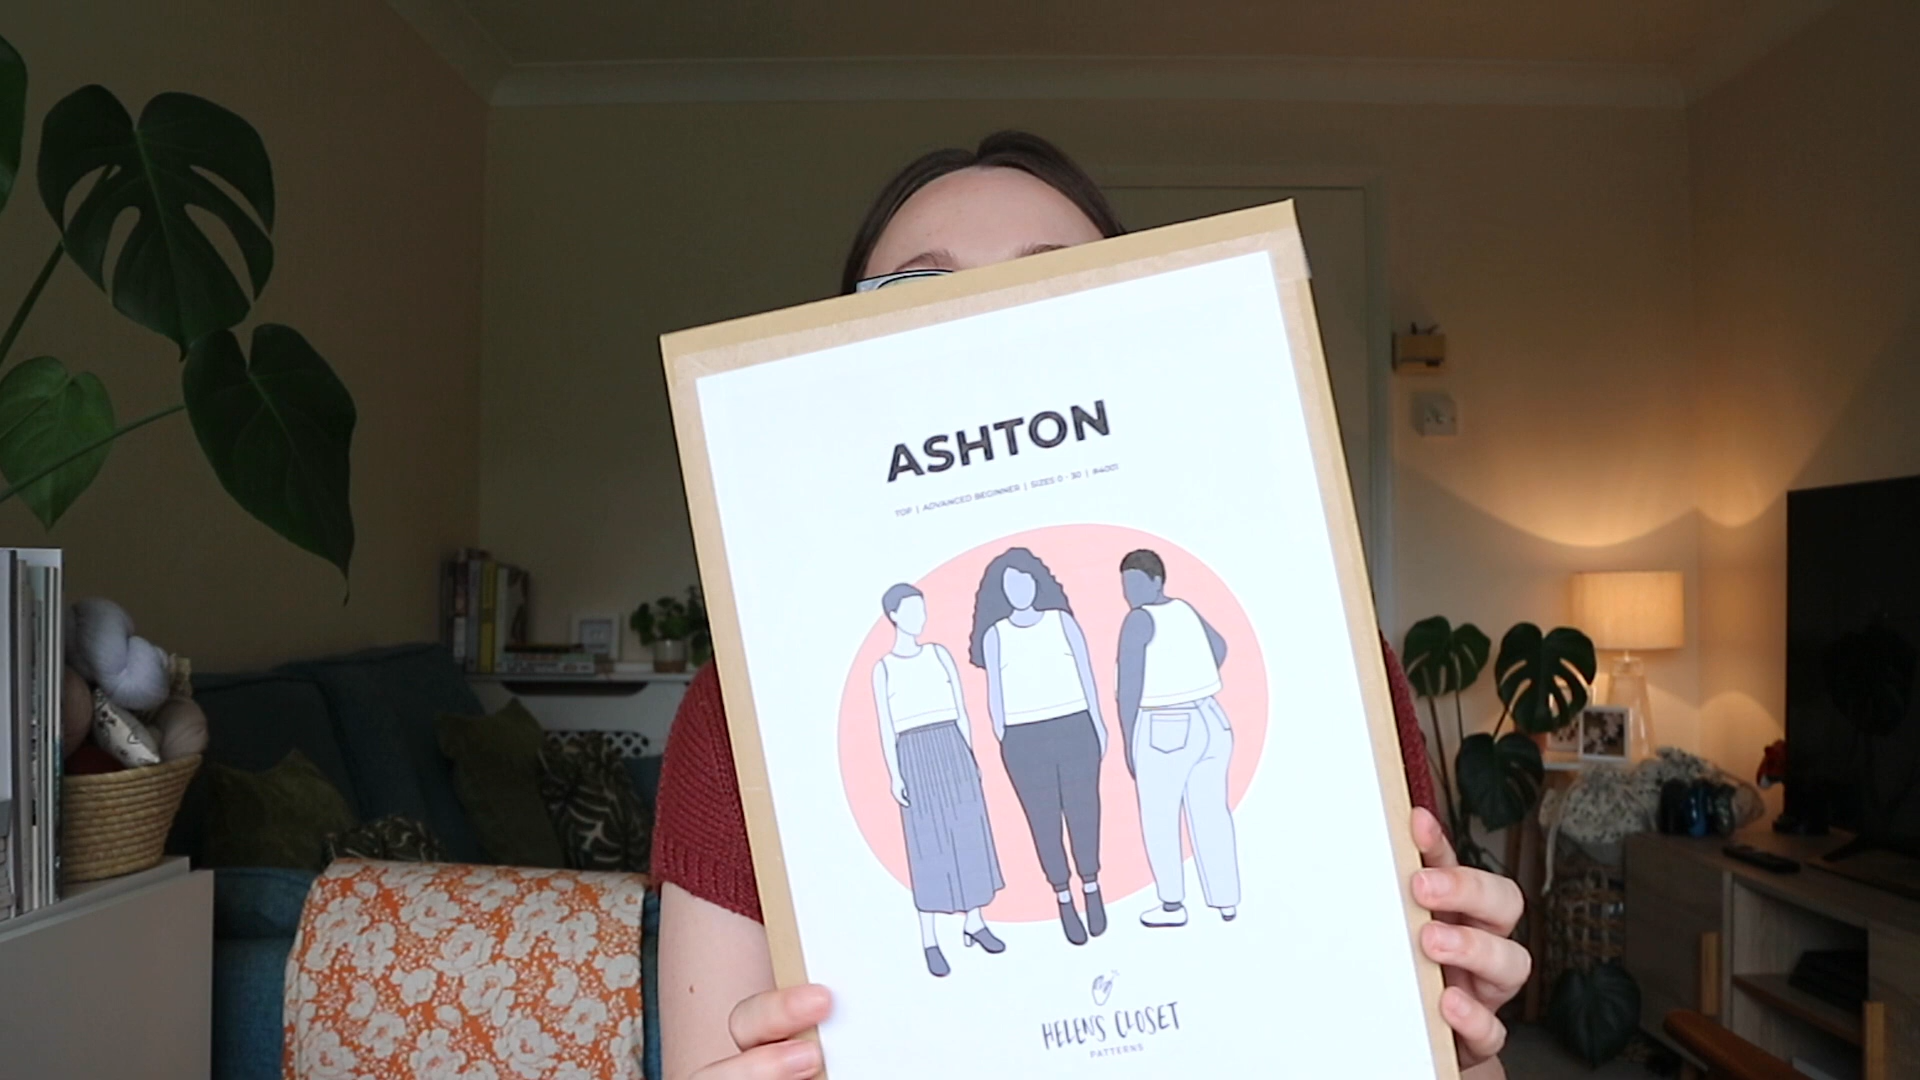 ASHTON
TOP | ADVANCED BEGINNER | SIZES 0 - 30 | #4001
HELEN'S CLOSET
PATTERNS